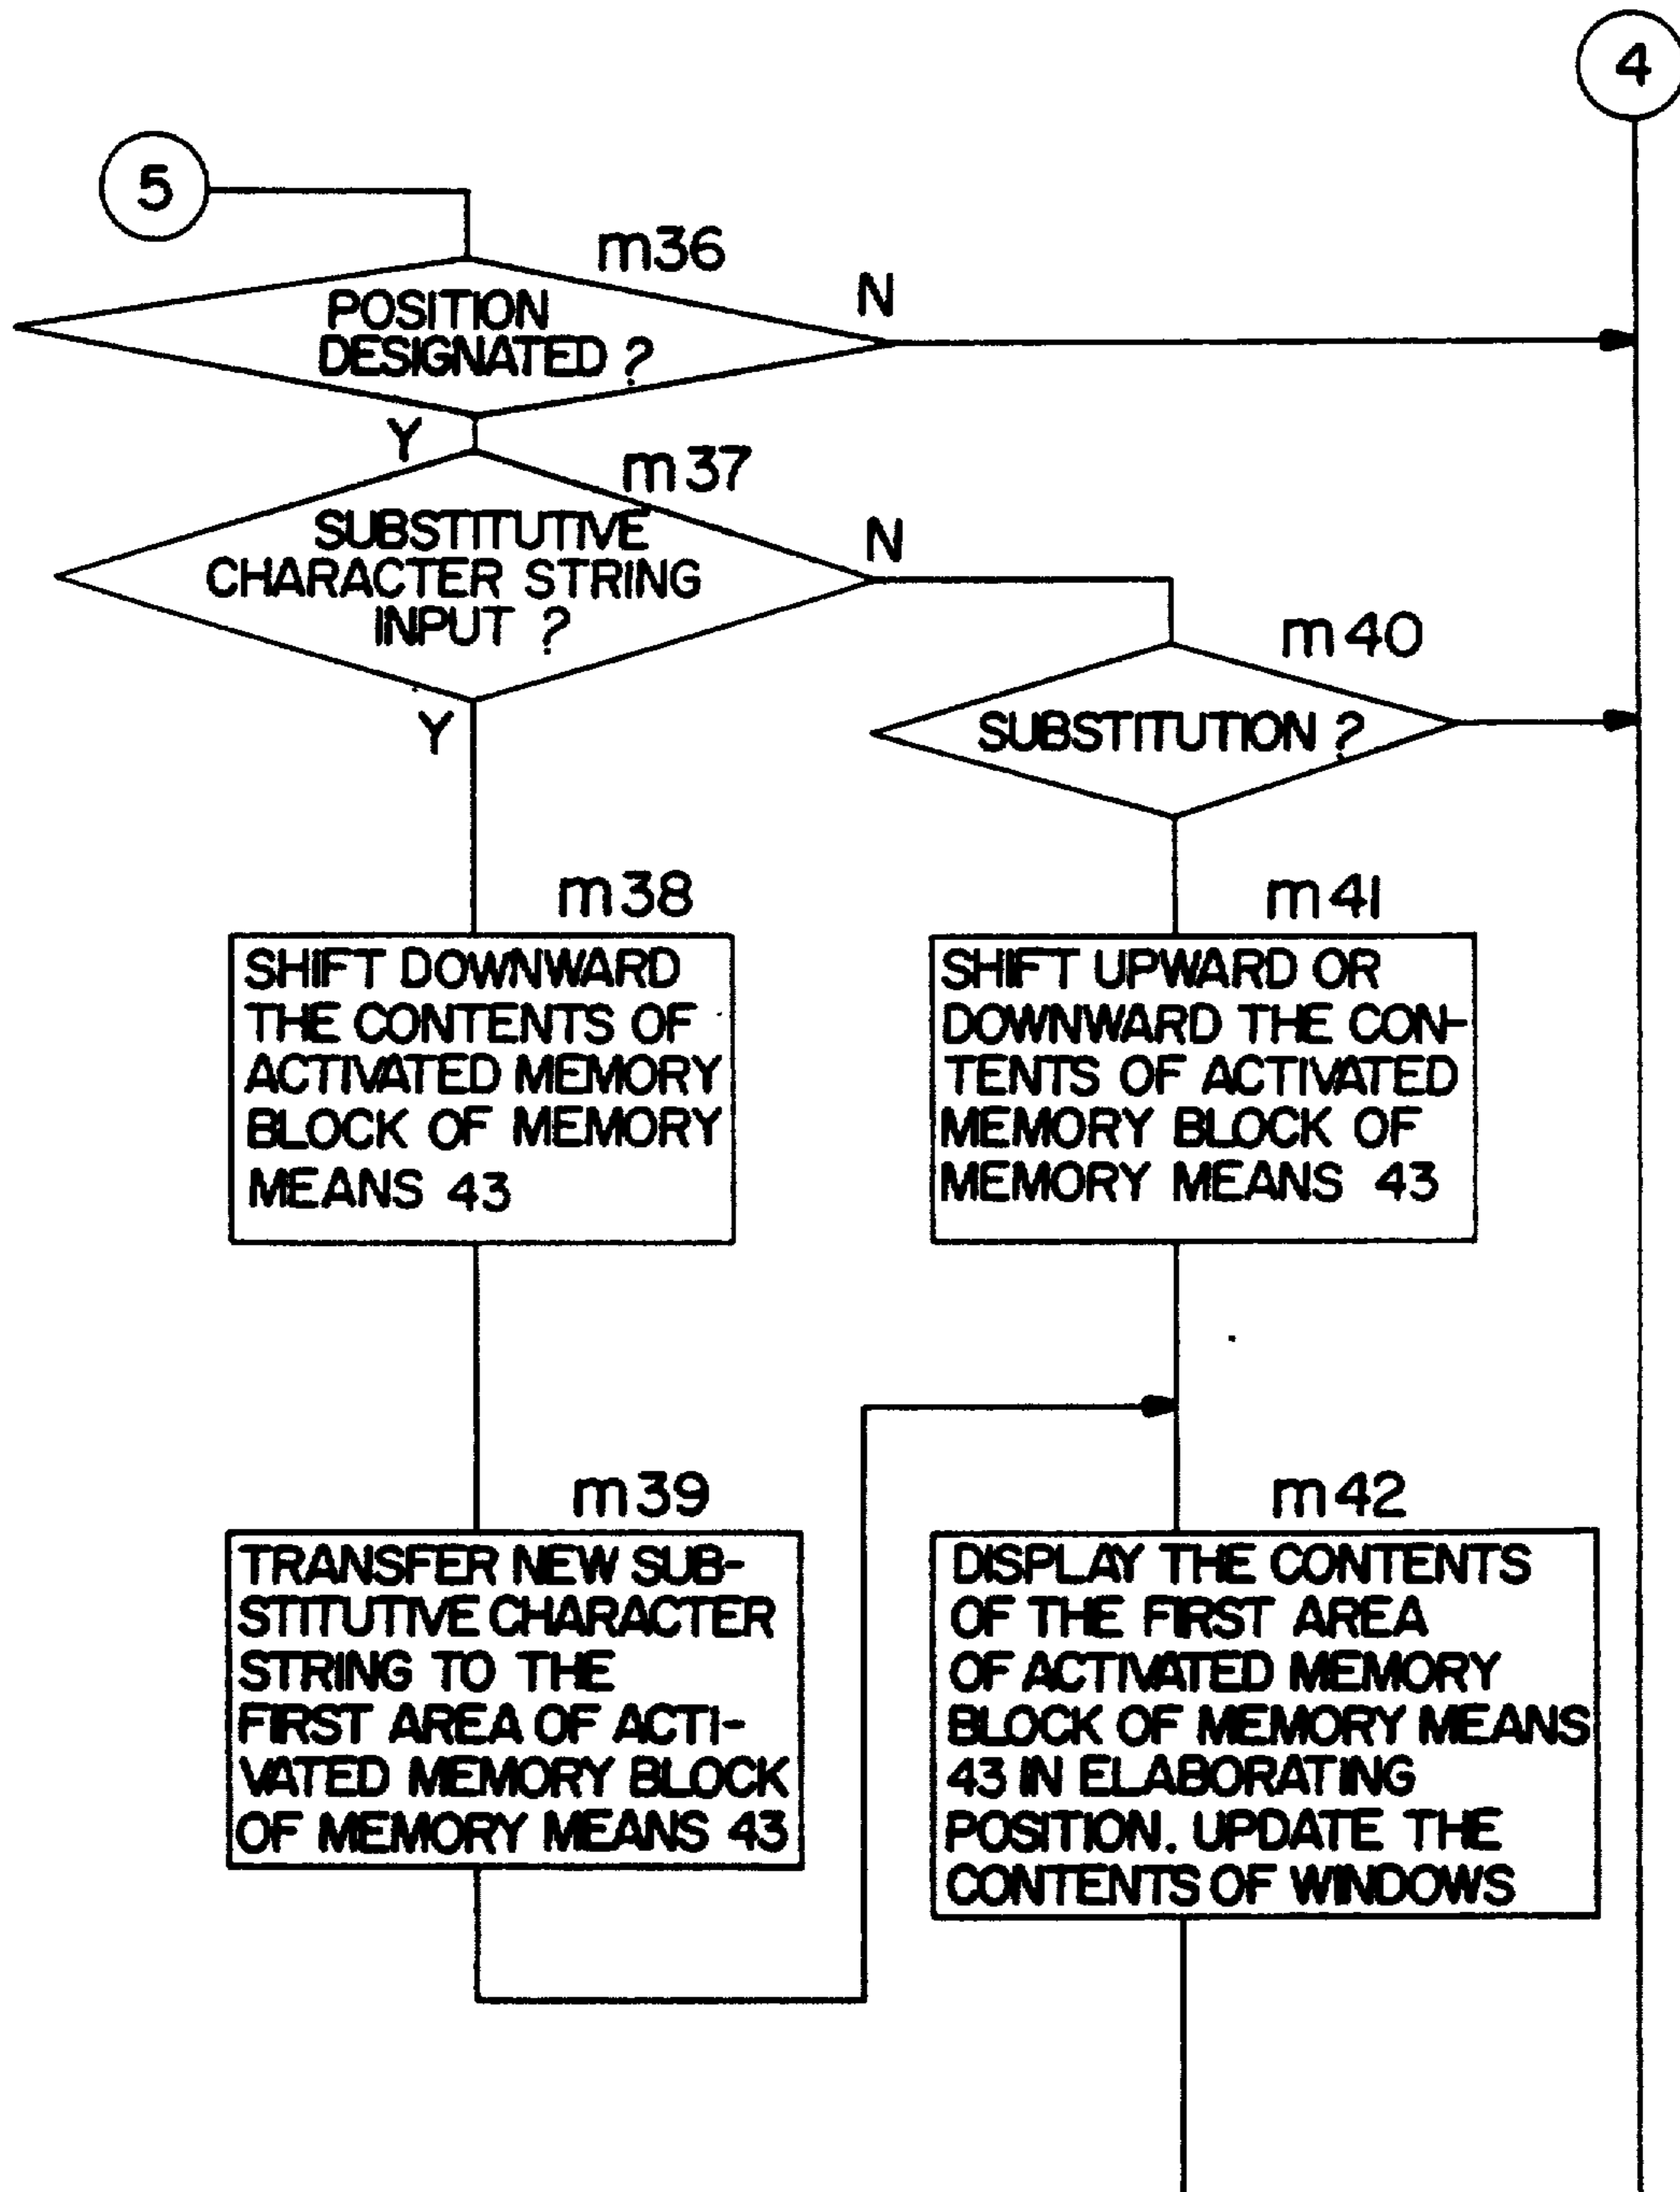 4
5
m36
POSITION
DESIGNATED ?
N
Y
m37
SUBSTITUTIVE
CHARACTER STRING
INPUT ?
N
Y
m40
SUBSTITUTION ?
m38
SHIFT DOWNWARD
THE CONTENTS OF
ACTIVATED MEMORY
BLOCK OF MEMORY
MEANS 43
m41
SHIFT UPWARD OR
DOWNWARD THE CON-
TENTS OF ACTIVATED
MEMORY BLOCK OF
MEMORY MEANS 43
m39
TRANSFER NEW SUB-
STITUTIVE CHARACTER
STRING TO THE
FIRST AREA OF ACTI-
VATED MEMORY BLOCK
OF MEMORY MEANS 43
m42
DISPLAY THE CONTENTS
OF THE FIRST AREA
OF ACTIVATED MEMORY
BLOCK OF MEMORY MEANS
43 IN ELABORATING
POSITION. UPDATE THE
CONTENTS OF WINDOWS